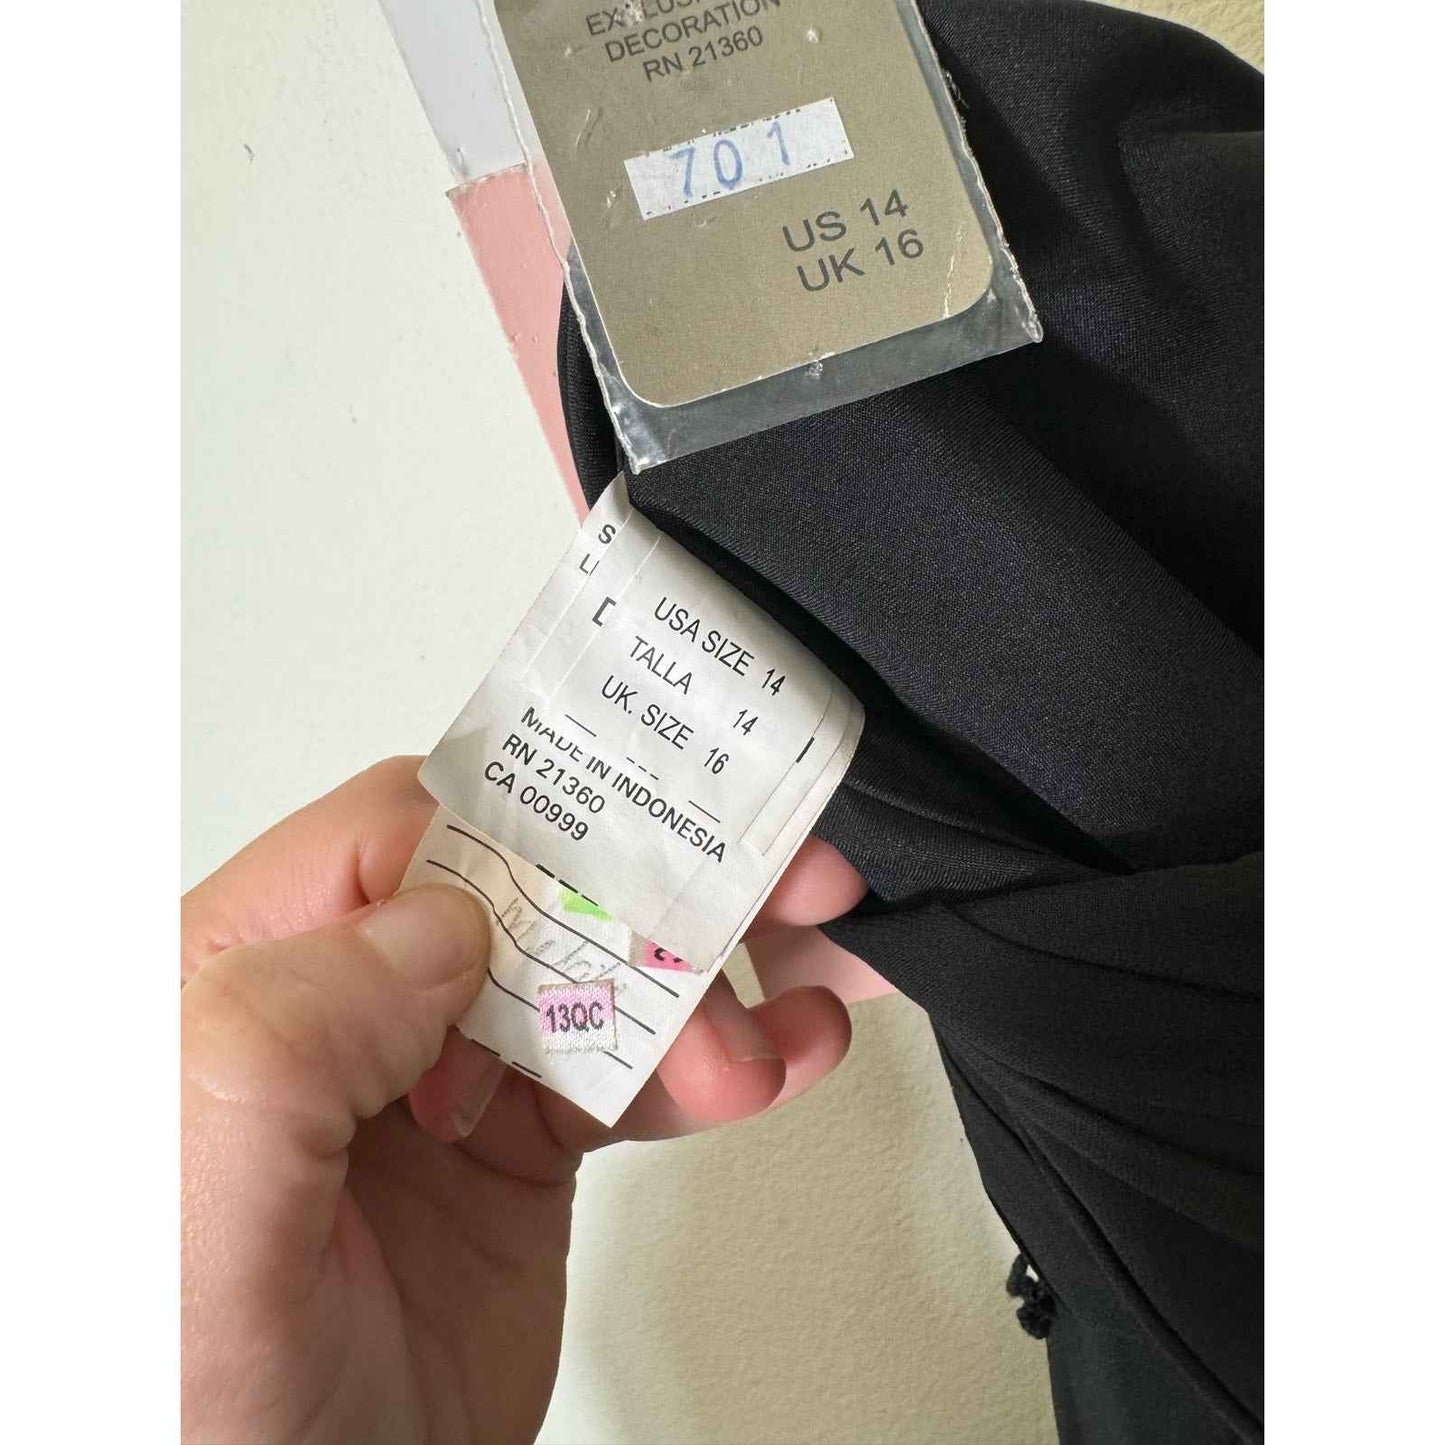 DECORATION
RN 21360
701
US 14
UK 16
USA SIZE 14
TALLA 14
UK. SIZE 16
MADE IN INDONESIA
RN 21360
CA 00999
13QC